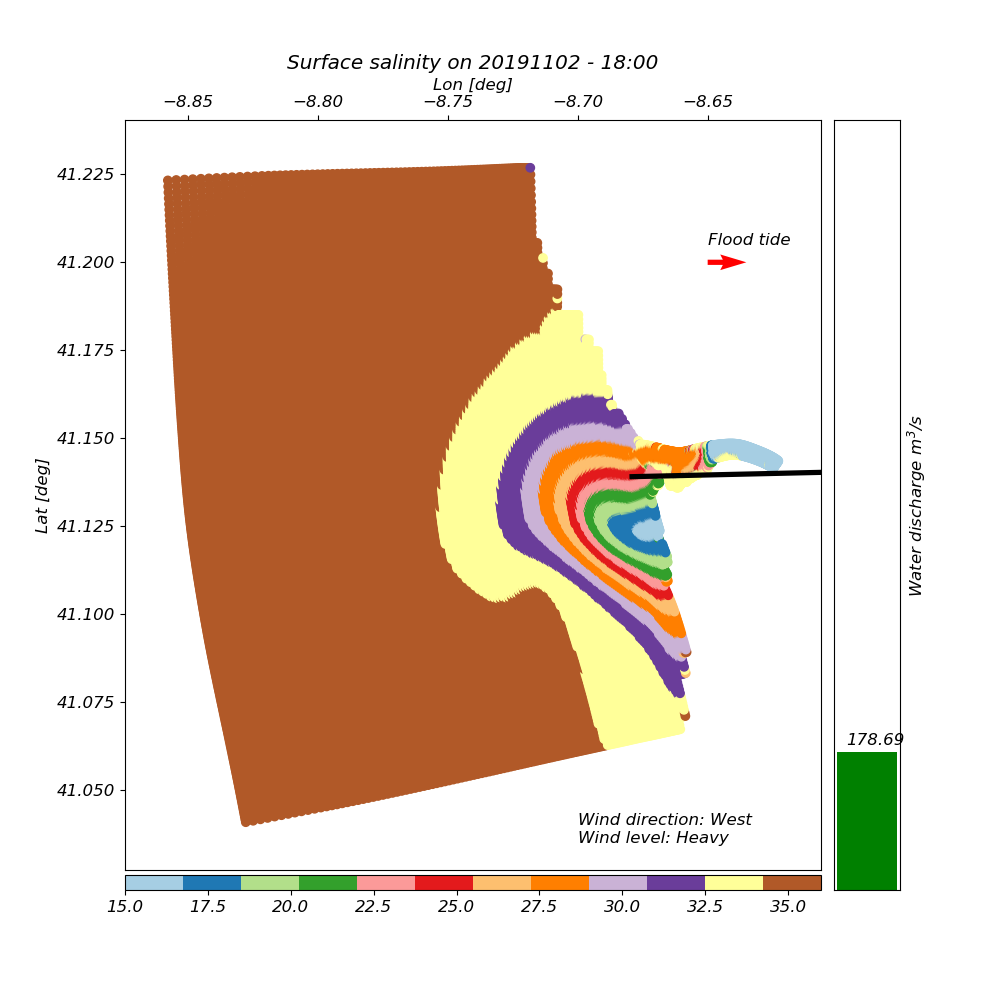 Surface salinity on 20191102 - 18:00
Lon [deg]
−8.85 −8.80 −8.75 −8.70 −8.65
41.225
41.200
41.175
41.150
41.125
41.100
41.075
41.050
Lat [deg]
Flood tide
Wind direction: West
Wind level: Heavy
178.69
Water discharge m³/s
15.0 17.5 20.0 22.5 25.0 27.5 30.0 32.5 35.0